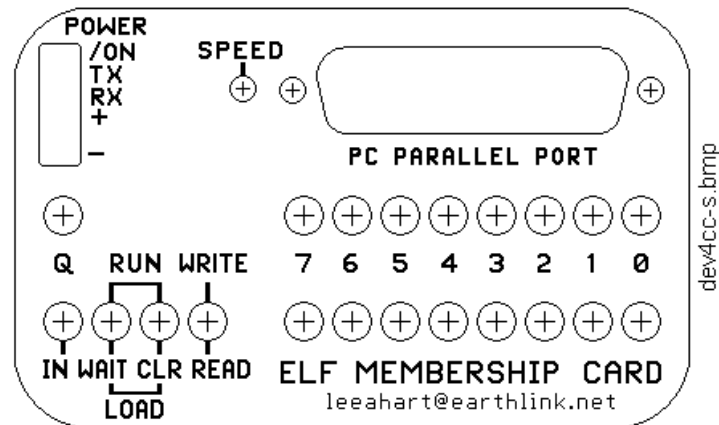 POWER
/ON
TX
RX
+
-
SPEED
PC PARALLEL PORT
Q RUN WRITE 7 6 5 4 3 2 1 0
IN WAIT CLR READ
LOAD
ELF MEMBERSHIP CARD
leeahart@earthlink.net
dev4cc-s.bmp